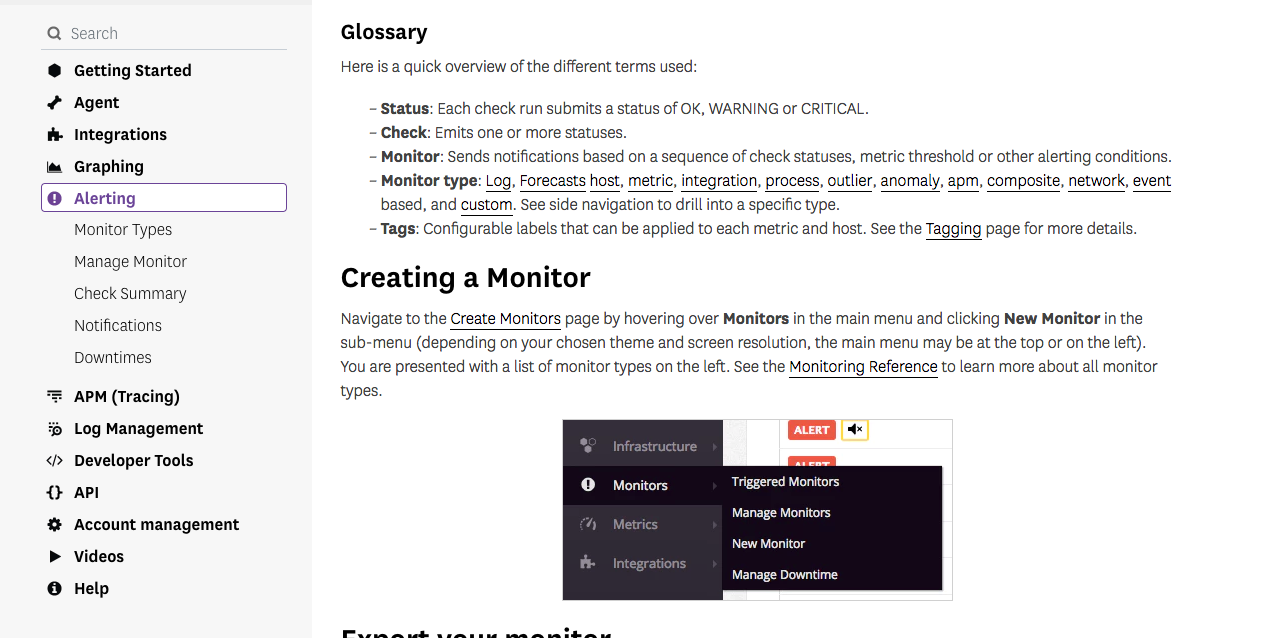 Search
Getting Started
Agent
Integrations
Graphing
Alerting
Monitor Types
Manage Monitor
Check Summary
Notifications
Downtimes
APM (Tracing)
Log Management
Developer Tools
API
Account management
Videos
Help
Glossary
Here is a quick overview of the different terms used:
– Status: Each check run submits a status of OK, WARNING or CRITICAL.
– Check: Emits one or more statuses.
– Monitor: Sends notifications based on a sequence of check statuses, metric threshold or other alerting conditions.
– Monitor type: Log, Forecasts host, metric, integration, process, outlier, anomaly, apm, composite, network, event
based, and custom. See side navigation to drill into a specific type.
– Tags: Configurable labels that can be applied to each metric and host. See the Tagging page for more details.
Creating a Monitor
Navigate to the Create Monitors page by hovering over Monitors in the main menu and clicking New Monitor in the
sub-menu (depending on your chosen theme and screen resolution, the main menu may be at the top or on the left).
You are presented with a list of monitor types on the left. See the Monitoring Reference to learn more about all monitor
types.
Infrastructure
Monitors
Metrics
Integrations
ALERT
ALERT
Triggered Monitors
Manage Monitors
New Monitor
Manage Downtime
Export your monitor